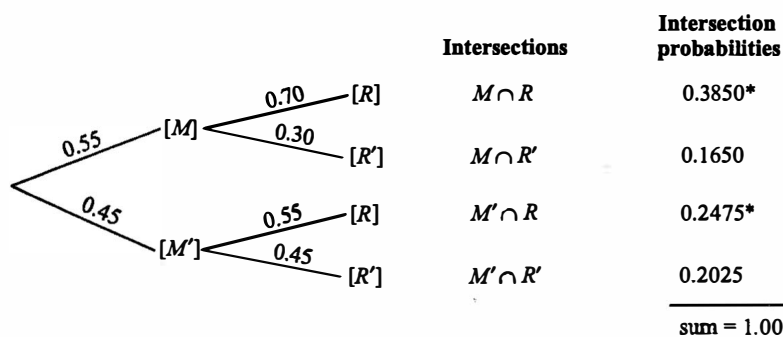 Intersection
Intersections probabilities
0.70 [R] M∩R 0.3850*
0.55 [M]
0.30 [R'] M∩R' 0.1650
0.45 0.55 [R] M'∩R 0.2475*
[M']
0.45 [R'] M'∩R' 0.2025
sum = 1.00